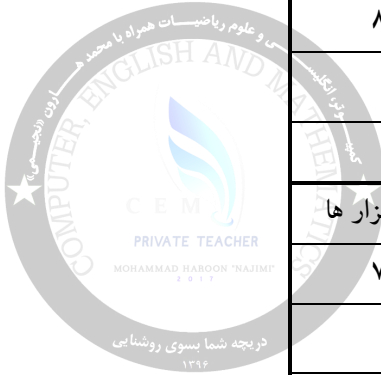 کمپیوتر، انگلیسی و علوم ریاضیات همراه با محمد هارون «نجیمی»
COMPUTER, ENGLISH AND MATHEMATICS
CEM
PRIVATE TEACHER
MOHAMMAD HAROON "NAJIMI"
2017
دریچه شما بسوی روشنایی
۱۳۹۶
۸
زار ها
۷